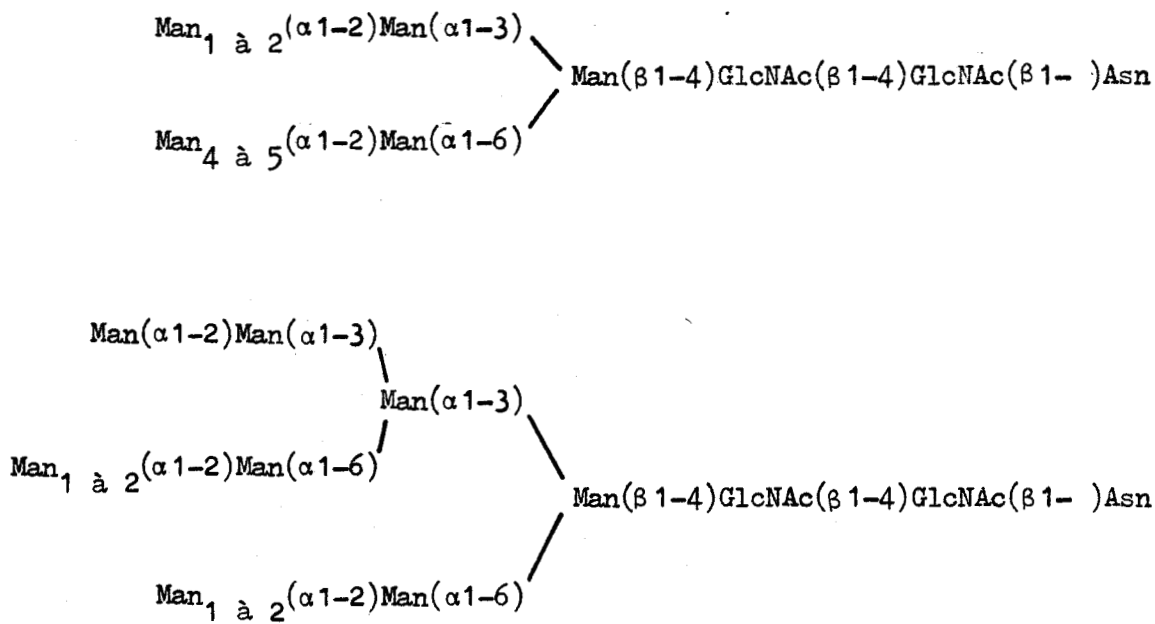 Man1 à 2(α1-2)Man(α1-3)
Man(β1-4)GlcNAc(β1-4)GlcNAc(β1- )Asn
Man4 à 5(α1-2)Man(α1-6)
Man(α1-2)Man(α1-3)
Man(α1-3)
Man1 à 2(α1-2)Man(α1-6)
Man(β1-4)GlcNAc(β1-4)GlcNAc(β1- )Asn
Man1 à 2(α1-2)Man(α1-6)